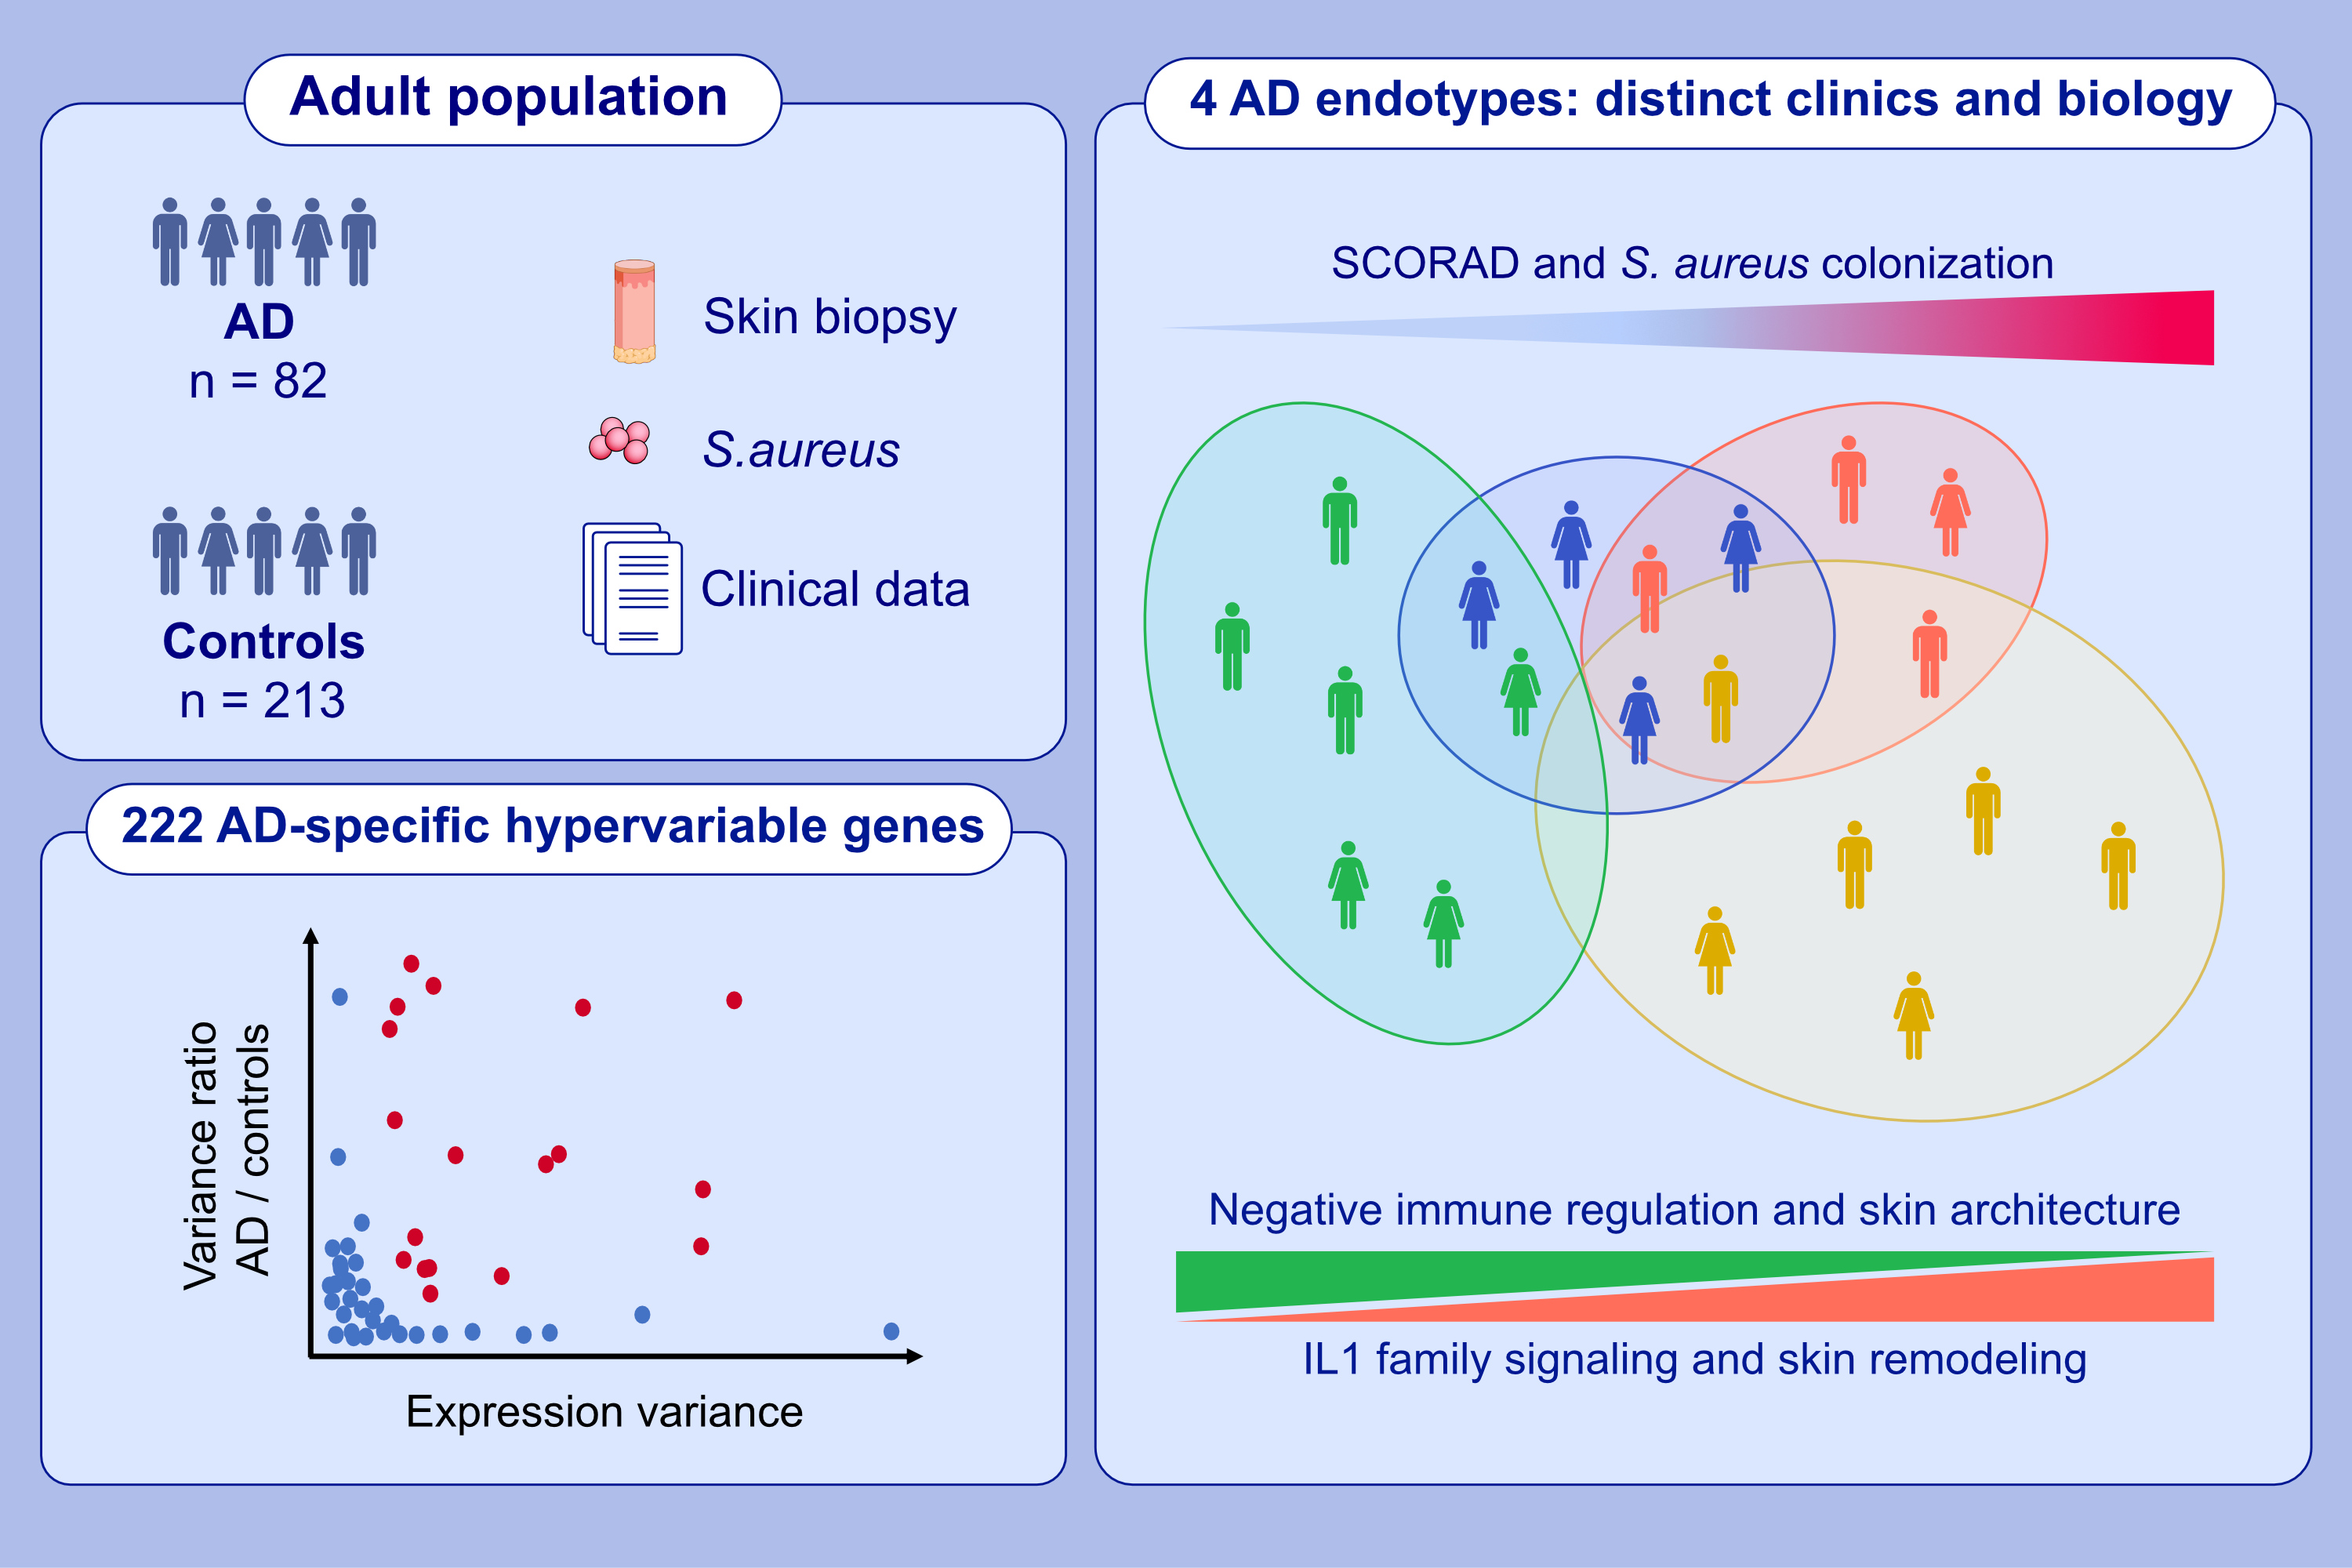 Adult population
AD
n = 82
Controls
n = 213
Skin biopsy
S.aureus
Clinical data
222 AD-specific hypervariable genes
Variance ratio
AD / controls
Expression variance
4 AD endotypes: distinct clinics and biology
SCORAD and S. aureus colonization
Negative immune regulation and skin architecture
IL1 family signaling and skin remodeling